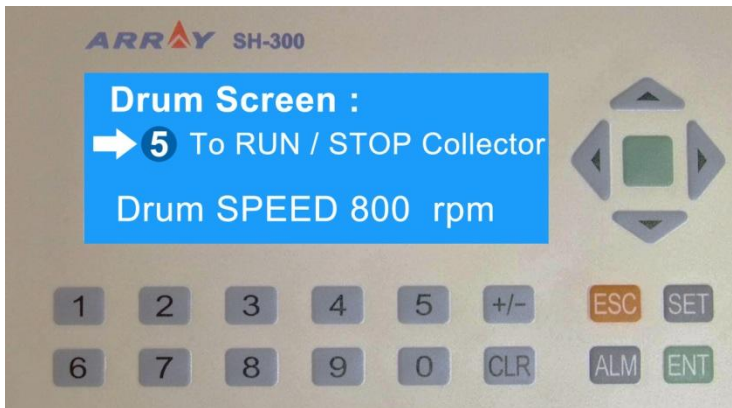 ARRAY SH-300
Drum Screen :
5 To RUN / STOP Collector
Drum SPEED 800 rpm
1 2 3 4 5 +/- ESC SET
6 7 8 9 0 CLR ALM ENT